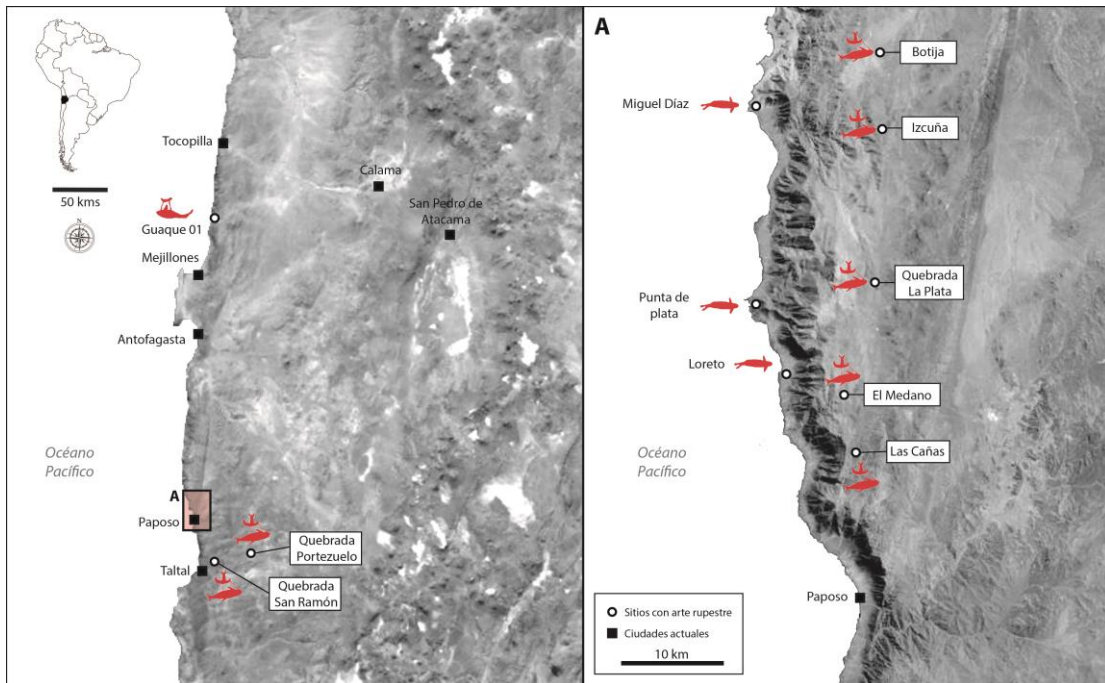 Tocopilla
Calama
San Pedro de
Atacama
50 kms
N
Guaque 01
Mejillones
Antofagasta
Océano
Pacífico
A
Paposo
Quebrada
Portezuelo
Taltal
Quebrada
San Ramón
A
Botija
Miguel Díaz
Izcuña
Quebrada
La Plata
Punta de
plata
Loreto
El Medano
Océano
Pacífico
Las Cañas
Paposo
Sitios con arte rupestre
Ciudades actuales
10 km